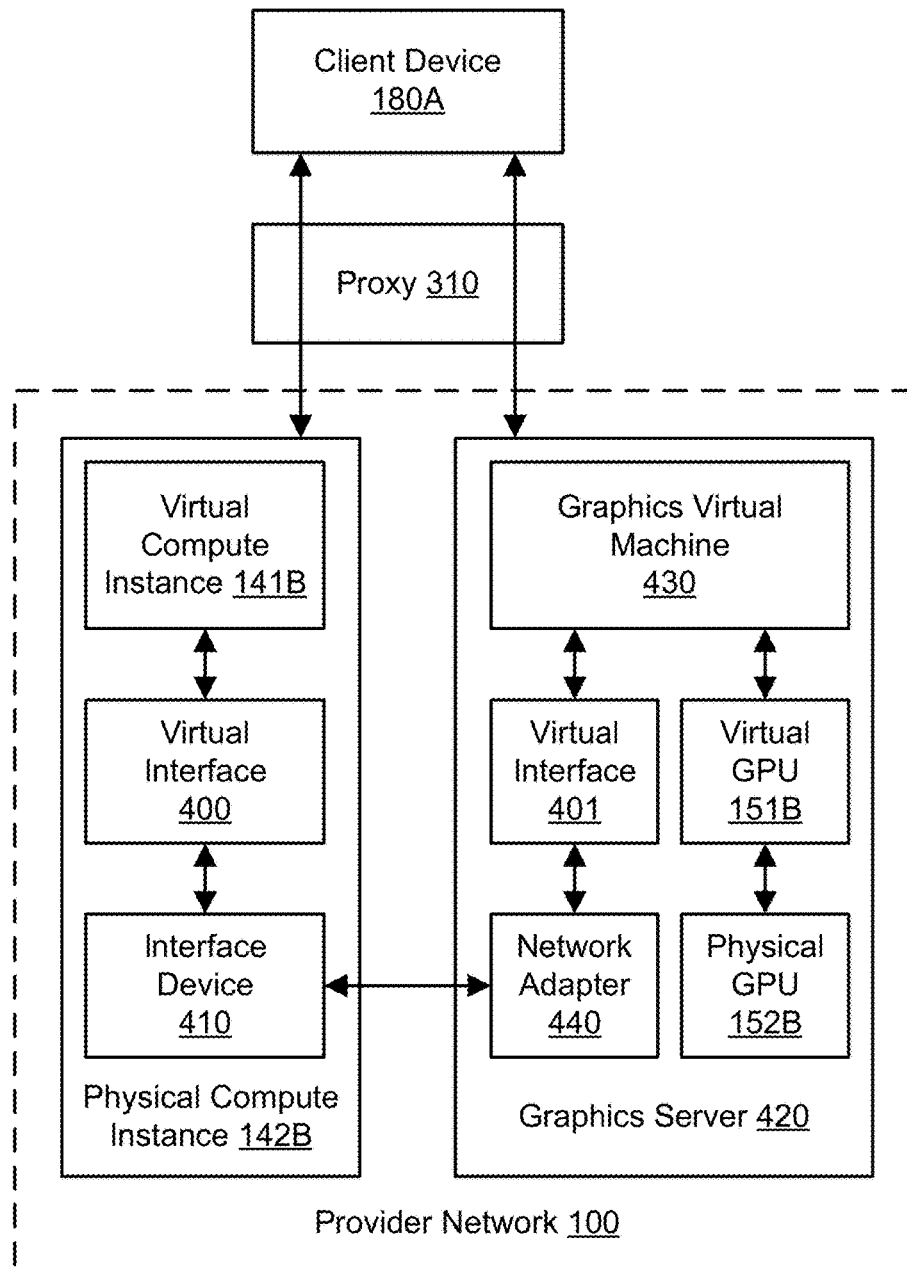 Client Device
180A
Proxy 310
Virtual
Compute
Instance 141B
Virtual
Interface
400
Interface
Device
410
Physical Compute
Instance 142B
Graphics Virtual
Machine
430
Virtual
Interface
401
Virtual
GPU
151B
Network
Adapter
440
Physical
GPU
152B
Graphics Server 420
Provider Network 100